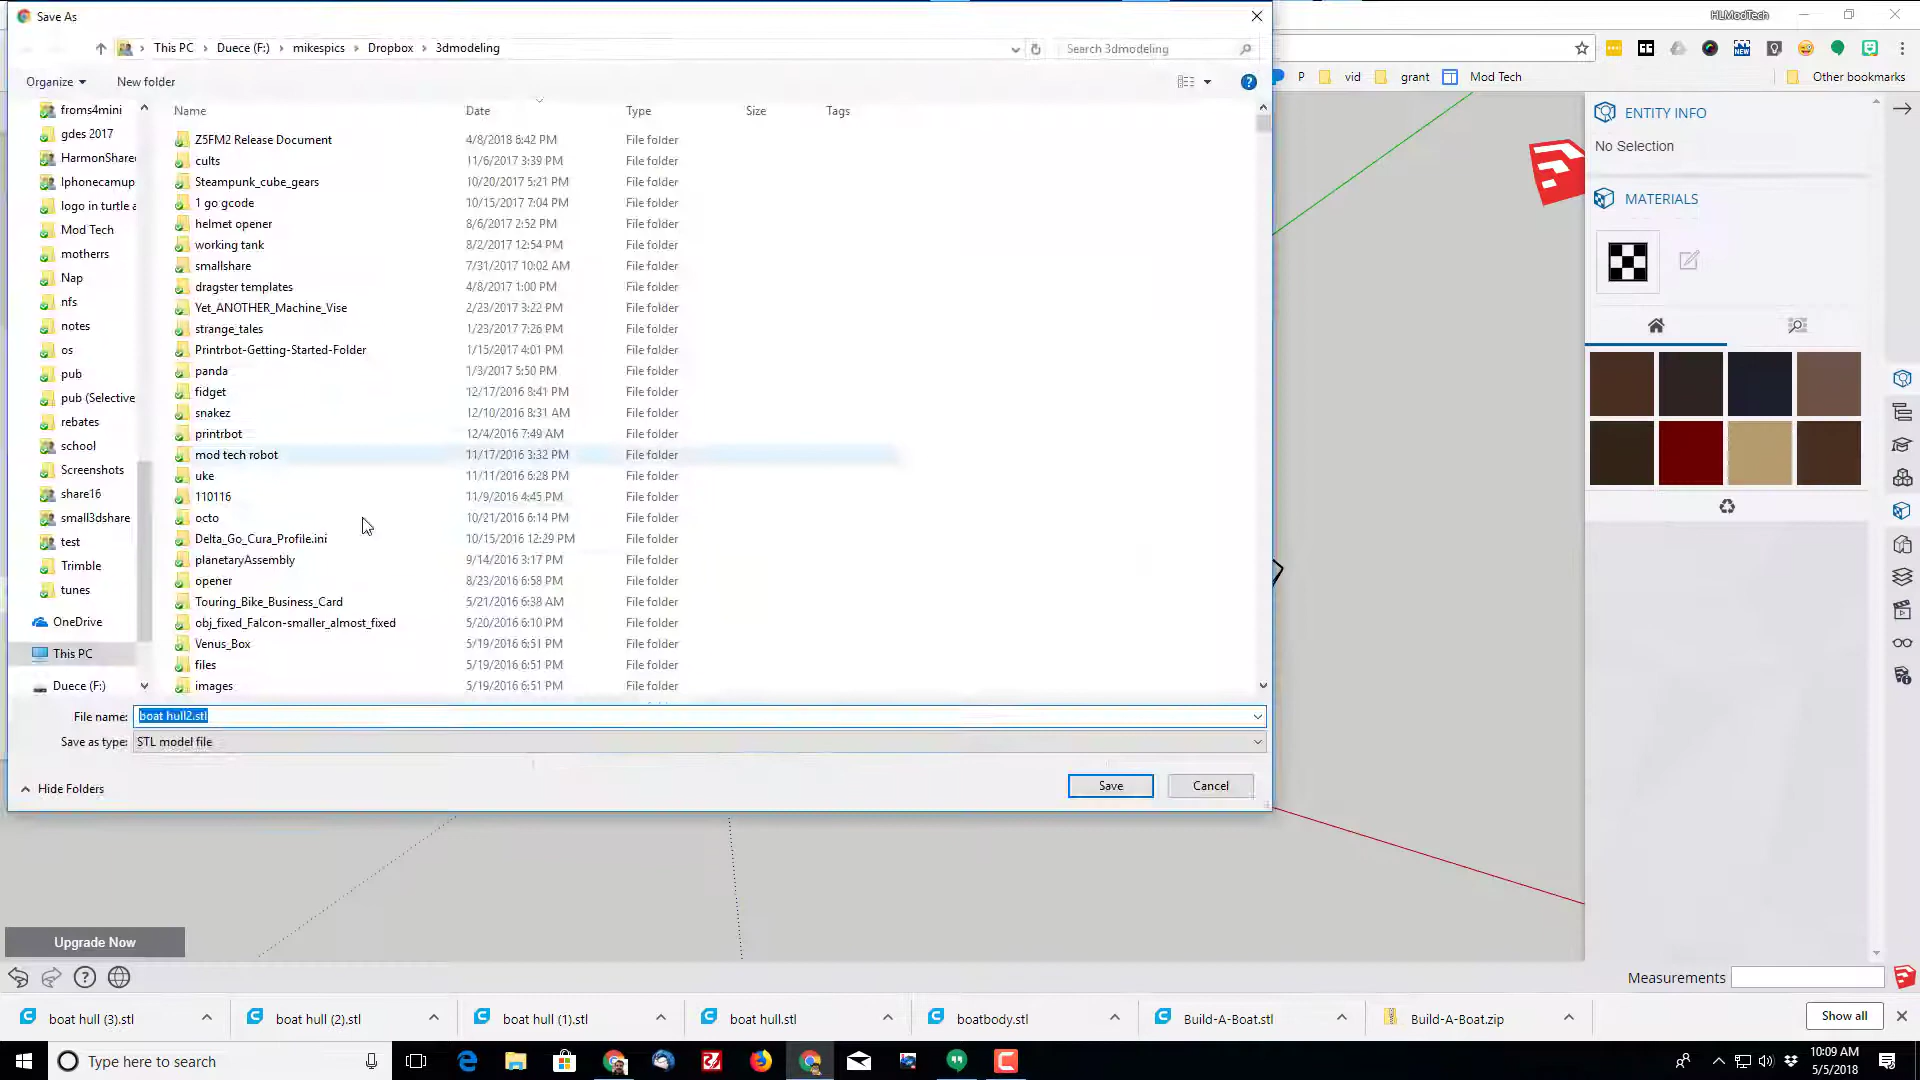 Save As
HLModTech
This PC › Duece (F:) › mikespics › Dropbox › 3dmodeling
Search 3dmodeling
P vid grant Mod Tech Other bookmarks
Organize New folder
Name Date Type Size Tags
froms4mini
gdes 2017
HarmonShared
Iphonecamup
logo in turtle a
Mod Tech
motherrs
Nap
nfs
notes
os
pub
pub (Selective
rebates
school
Screenshots
share16
small3dshare
test
Trimble
tunes
OneDrive
This PC
Duece (F:)
Z5FM2 Release Document 4/8/2018 6:42 PM File folder
cults 11/6/2017 3:39 PM File folder
Steampunk_cube_gears 10/20/2017 5:21 PM File folder
1 go gcode 10/15/2017 7:04 PM File folder
helmet opener 8/6/2017 2:52 PM File folder
working tank 8/2/2017 12:54 PM File folder
smallshare 7/31/2017 10:02 AM File folder
dragster templates 4/8/2018 1:00 PM File folder
Yet_ANOTHER_Machine_Vise 2/23/2017 3:22 PM File folder
strange_tales 1/23/2017 7:26 PM File folder
Printrbot-Getting-Started-Folder 1/15/2017 4:01 PM File folder
panda 1/3/2017 5:50 PM File folder
fidget 12/17/2016 8:41 PM File folder
snakez 12/10/2016 8:31 AM File folder
printrbot 12/4/2016 7:49 AM File folder
mod tech robot 11/17/2016 3:32 PM File folder
uke 11/11/2016 6:28 PM File folder
110116 11/9/2016 4:45 PM File folder
octo 10/21/2016 6:14 PM File folder
Delta_Go_Cura_Profile.ini 10/15/2016 12:29 PM File folder
planetaryAssembly 9/14/2016 3:17 PM File folder
opener 8/23/2016 6:58 PM File folder
Touring_Bike_Business_Card 5/21/2016 6:38 AM File folder
obj_fixed_Falcon-smaller_almost_fixed 5/20/2016 6:10 PM File folder
Venus_Box 5/19/2016 6:51 PM File folder
files 5/19/2016 6:51 PM File folder
images 5/19/2016 6:51 PM File folder
File name: boat hull2.stl
Save as type: STL model file
Hide Folders Save Cancel
ENTITY INFO
No Selection
MATERIALS
Upgrade Now
Measurements
boat hull (3).stl boat hull (2).stl boat hull (1).stl boat hull.stl boatbody.stl Build-A-Boat.stl Build-A-Boat.zip Show all
Type here to search
10:09 AM
5/5/2018